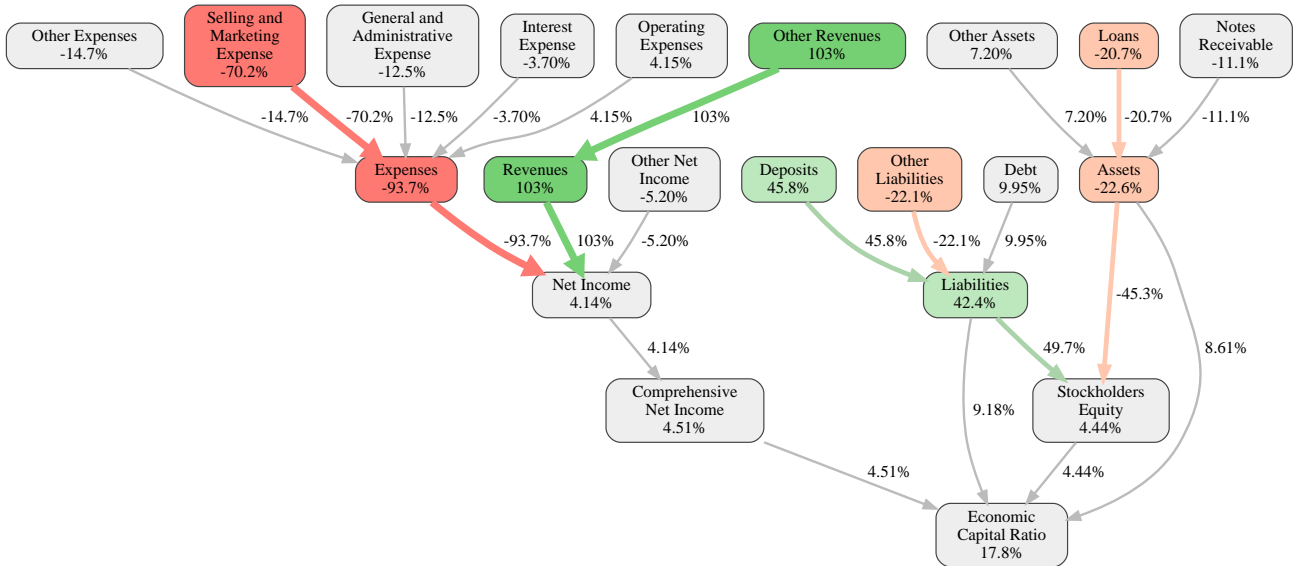 Other Expenses
-14.7%
Selling and
Marketing
Expense
-70.2%
General and
Administrative
Expense
-12.5%
Interest
Expense
-3.70%
Operating
Expenses
4.15%
Other Revenues
103%
Other Assets
7.20%
Loans
-20.7%
Notes
Receivable
-11.1%
-14.7%
-70.2%
-12.5%
-3.70%
4.15%
103%
7.20%
-20.7%
-11.1%
Expenses
-93.7%
Revenues
103%
Other Net
Income
-5.20%
Deposits
45.8%
Other
Liabilities
-22.1%
Debt
9.95%
Assets
-22.6%
-93.7%
103%
-5.20%
45.8%
-22.1%
9.95%
Net Income
4.14%
Liabilities
42.4%
-45.3%
4.14%
49.7%
8.61%
Comprehensive
Net Income
4.51%
9.18%
Stockholders
Equity
4.44%
4.51%
4.44%
Economic
Capital Ratio
17.8%